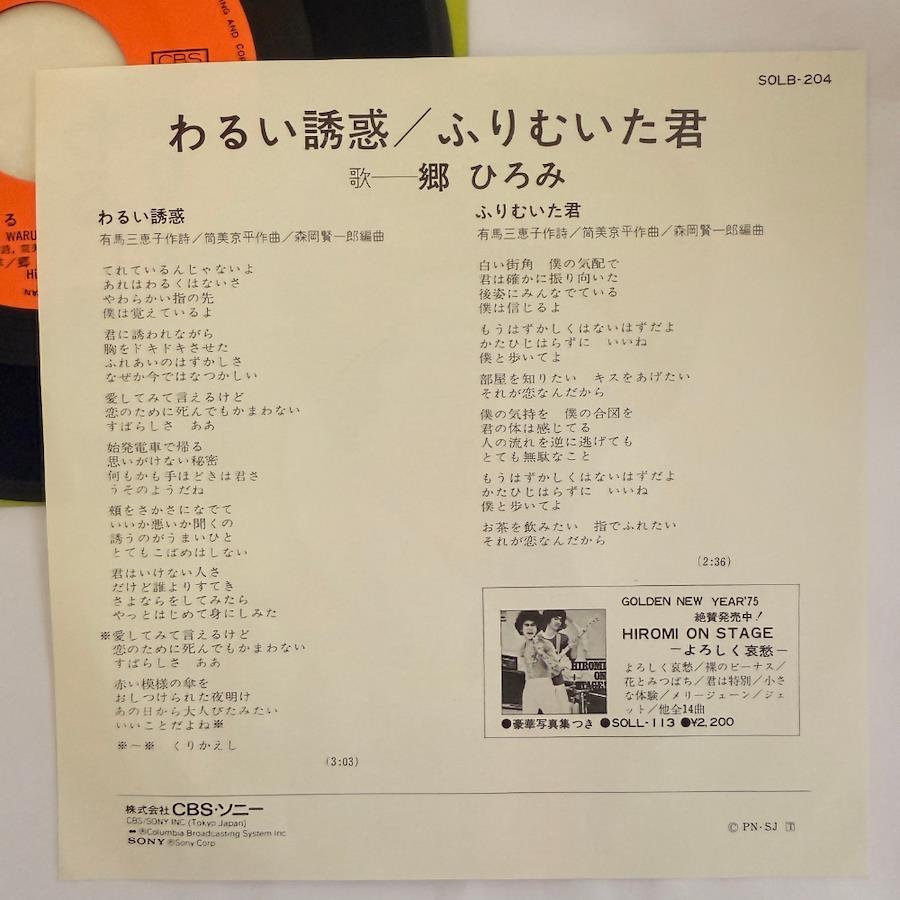 SOLB-204
わるい誘惑／ふりむいた君
歌――郷 ひろみ
わるい誘惑
有馬三恵子作詩／筒美京平作曲／森岡賢一郎編曲
てれているんじゃないよ
あれはわるくはないさ
やわらかい指の先
僕は覚えているよ
君に誘われながら
胸をドキドキさせた
ふれあいのはずかしさ
なぜか今ではなつかしい
愛してみて言えるけど
恋のために死んでもかまわない
すばらしさ　ああ
始発電車で帰る
思いがけない秘密
何もかも手ほどきは君さ
うそのようだね
頬をさかさになでて
いいか悪いか聞くの
誘うのがうまいひと
とてもこばめはしない
君はいけない人さ
だけど誰よりすてき
さよならをしてみたら
やっとはじめて身にしみた
※愛してみて言えるけど
恋のために死んでもかまわない
すばらしさ　ああ
赤い模様の傘を
おしつけられた夜明け
あの日から大人びたみたい
いいことだよね※
※～※　くりかえし
(3:03)
ふりむいた君
有馬三恵子作詩／筒美京平作曲／森岡賢一郎編曲
白い街角　僕の気配で
君は確かに振り向いた
後姿にみんなでている
僕は信じるよ
もうはずかしくはないはずだよ
かたひじはらずに　いいね
僕と歩いてよ
部屋を知りたい　キスをあげたい
それが恋なんだから
僕の気持を　僕の合図を
君の体は感じてる
人の流れを逆に逃げても
とても無駄なこと
もうはずかしくはないはずだよ
かたひじはらずに　いいね
僕と歩いてよ
お茶を飲みたい　指でふれたい
それが恋なんだから
(2:36)
GOLDEN NEW YEAR'75
絶賛発売中！
HIROMI ON STAGE
―よろしく哀愁―
よろしく哀愁／裸のビーナス／
花とみつばち／君は特別／小さ
な体験／メリージェーン／ジェ
ット／他全14曲
HIROMI
ON
STAGE!
●豪華写真集つき ●SOLL-113 ●¥2,200
株式会社 CBS・ソニー
CBS/SONY INC. (Tokyo Japan)
ⓇColumbia Broadcasting System Inc
SONY ⓇSony Corp
Ⓒ PN・SJ
CBS
WARU